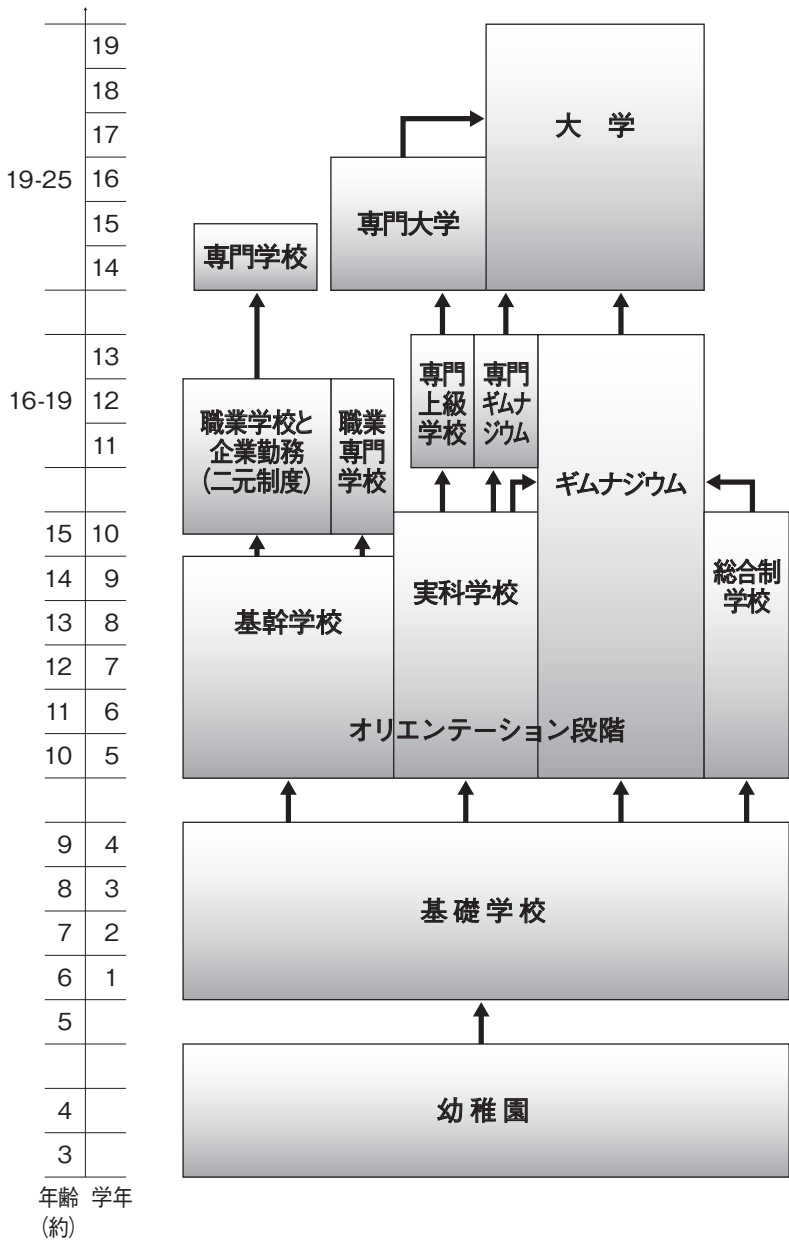 19
18
大 学
17
19-25
16
専門大学
15
専門学校
14
13
専門
上級
学校
専門
ギムナ
ジウム
16-19
12
職業学校と
企業勤務
(二元制度)
職業
専門
学校
11
ギムナジウム
15 10
総合制
学校
14 9
実科学校
13 8
基幹学校
12 7
11 6
オリエンテーション段階
10 5
9 4
8 3
基礎学校
7 2
6 1
5
4
幼稚園
3
年齢 学年
(約)